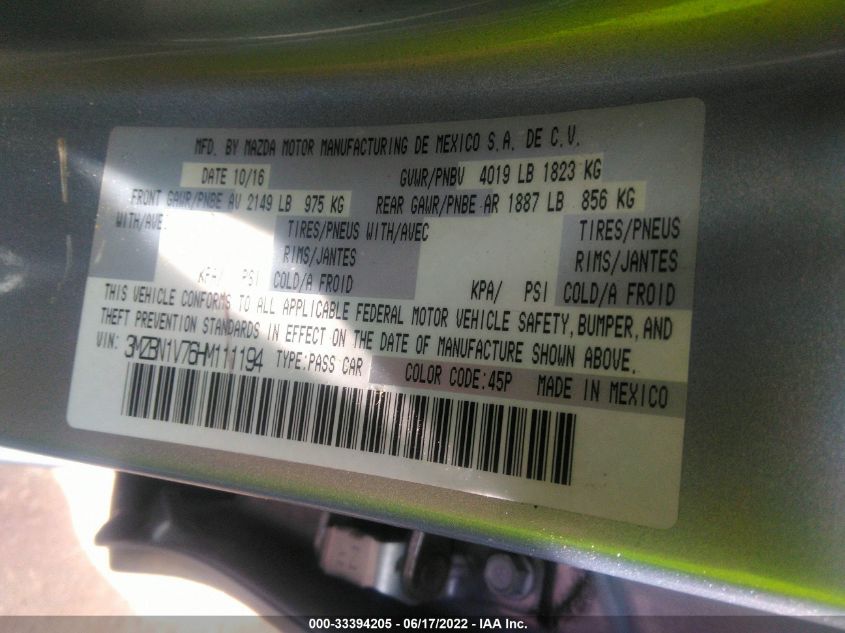 MFD. BY MAZDA MOTOR MANUFACTURING DE MEXICO S.A. DE C.V.
DATE 10/16 GVWR/PNBV 4019 LB 1823 KG
FRONT GAWR/PNBE AV 2149 LB 975 KG REAR GAWR/PNBE AR 1887 LB 856 KG
WITH/AVEC TIRES/PNEUS WITH/AVEC TIRES/PNEUS
RIMS/JANTES RIMS/JANTES
KPA/ PSI COLD/A FROID KPA/ PSI COLD/A FROID
THIS VEHICLE CONFORMS TO ALL APPLICABLE FEDERAL MOTOR VEHICLE SAFETY, BUMPER, AND
THEFT PREVENTION STANDARDS IN EFFECT ON THE DATE OF MANUFACTURE SHOWN ABOVE.
VIN: 3MZBN1V76HM111194 TYPE:PASS CAR COLOR CODE:45P MADE IN MEXICO
000-33394205 - 06/17/2022 - IAA Inc.